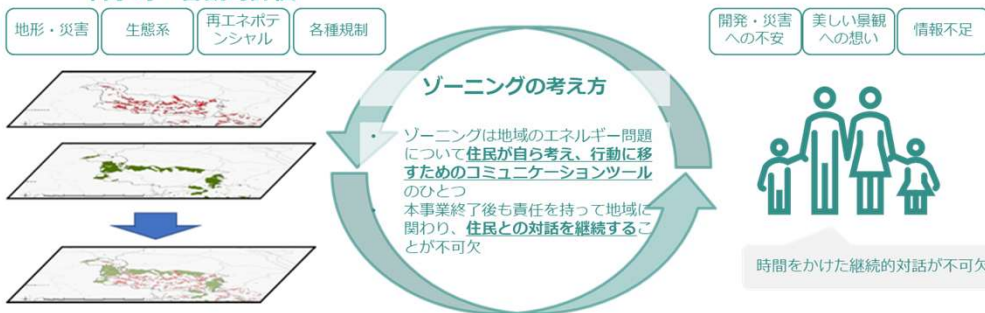 地形・災害
生態系
再エネポテ
ンシャル
各種規制
開発・災害
への不安
美しい景観
への想い
情報不足
ゾーニングの考え方
• ゾーニングは地域のエネルギー問題
について住民が自ら考え、行動に移
すためのコミュニケーションツール
のひとつ
• 本事業終了後も責任を持って地域に
関わり、住民との対話を継続するこ
とが不可欠
時間をかけた継続的対話が不可欠